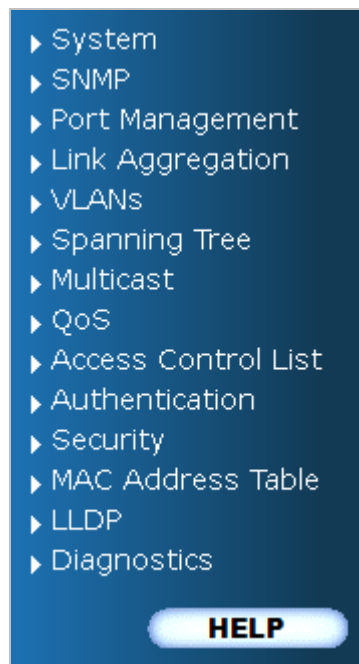 System
SNMP
Port Management
Link Aggregation
VLANs
Spanning Tree
Multicast
QoS
Access Control List
Authentication
Security
MAC Address Table
LLDP
Diagnostics
HELP